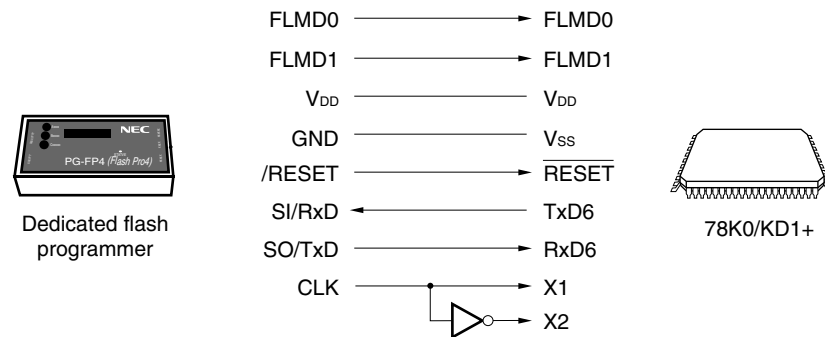 FLMD0 FLMD0
FLMD1 FLMD1
VDD VDD
GND VSS
/RESET RESET
SI/RxD TxD6
SO/TxD RxD6
CLK X1
X2
NEC
PG-FP4 (Flash Pro4)
Dedicated flash
programmer
78K0/KD1+